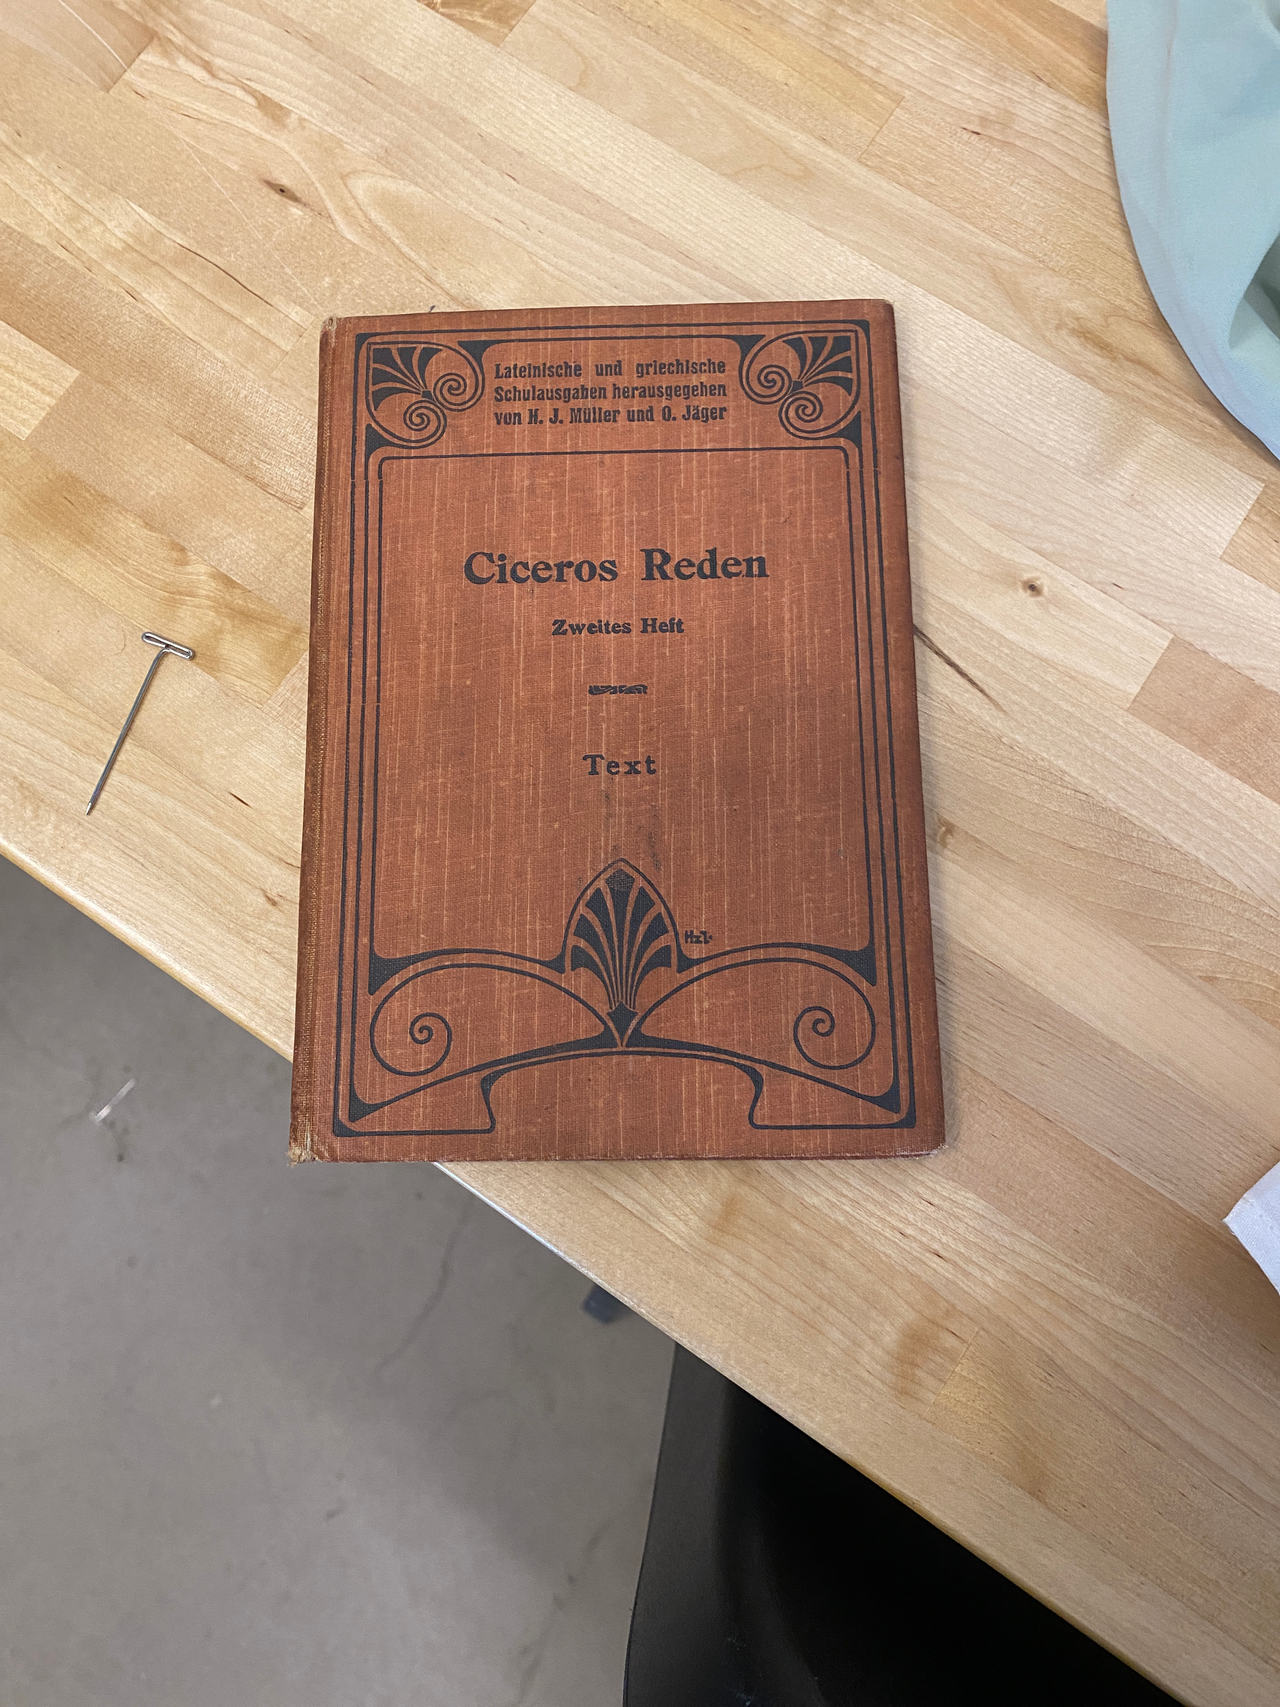 Lateinische und griechische
Schulausgaben herausgegeben
von H. J. Müller und O. Jäger
Ciceros Reden
Zweites Heft
Text